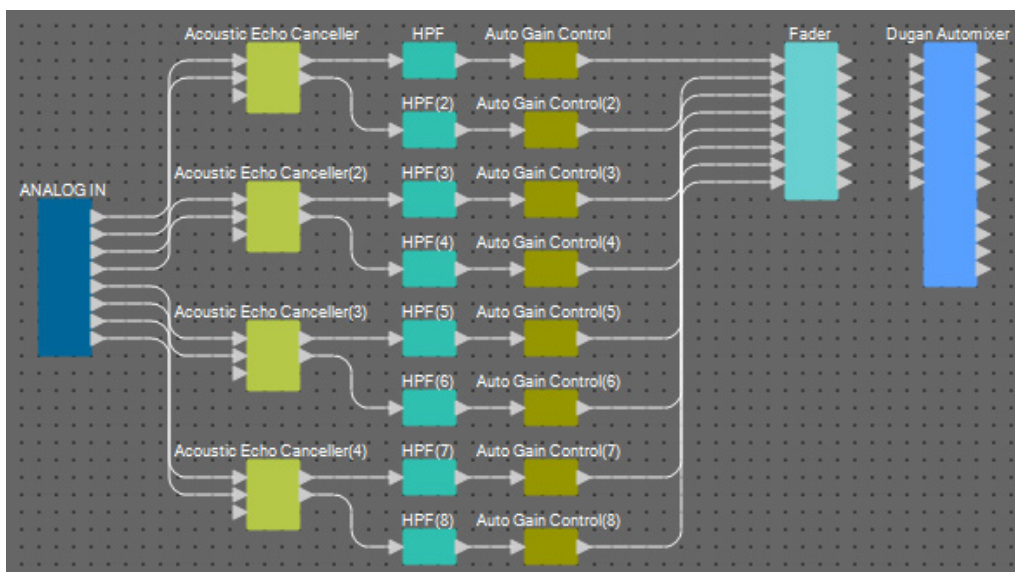 Acoustic Echo Canceller
HPF
Auto Gain Control
Fader
Dugan Automixer
HPF(2)
Auto Gain Control(2)
Acoustic Echo Canceller(2)
HPF(3)
Auto Gain Control(3)
ANALOG IN
HPF(4)
Auto Gain Control(4)
Acoustic Echo Canceller(3)
HPF(5)
Auto Gain Control(5)
HPF(6)
Auto Gain Control(6)
Acoustic Echo Canceller(4)
HPF(7)
Auto Gain Control(7)
HPF(8)
Auto Gain Control(8)